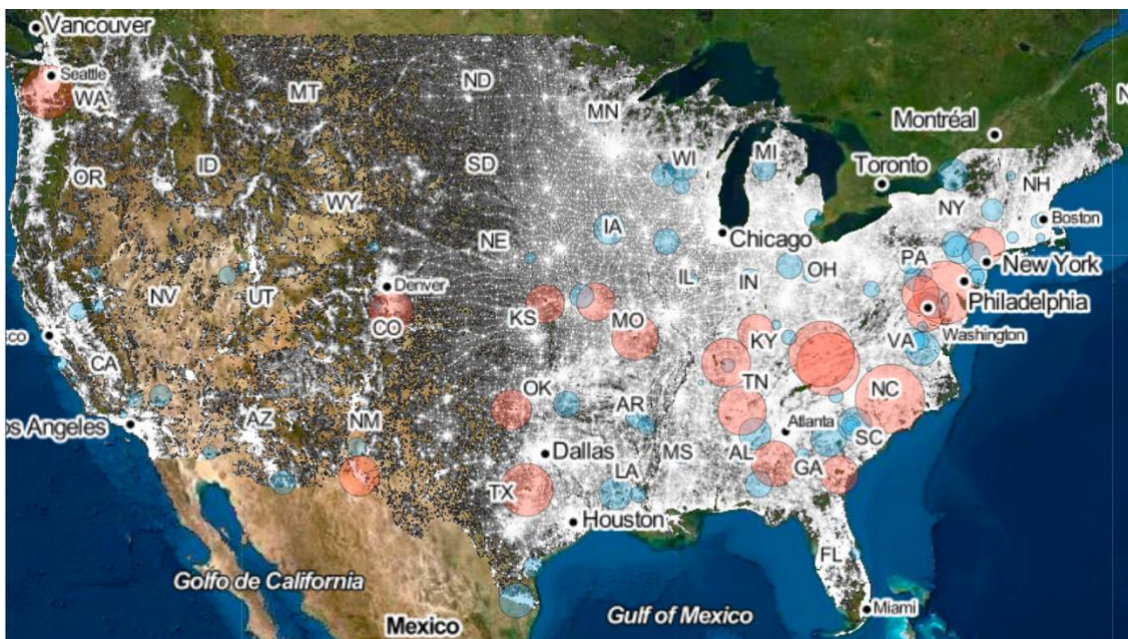 Vancouver
Seattle
WA
MT
ND
MN
Montréal
OR
ID
SD
WI
MI
Toronto
NH
WY
NY
Boston
NE
IA
Chicago
PA
New York
NV
UT
Denver
IL
IN
OH
Philadelphia
CO
KS
MO
KY
VA
Washington
co
CA
TN
NC
AZ
NM
OK
AR
Atlanta
SC
os Angeles
Dallas
MS
AL
GA
TX
LA
Houston
FL
Golfo de California
Mexico
Gulf of Mexico
Miami
N